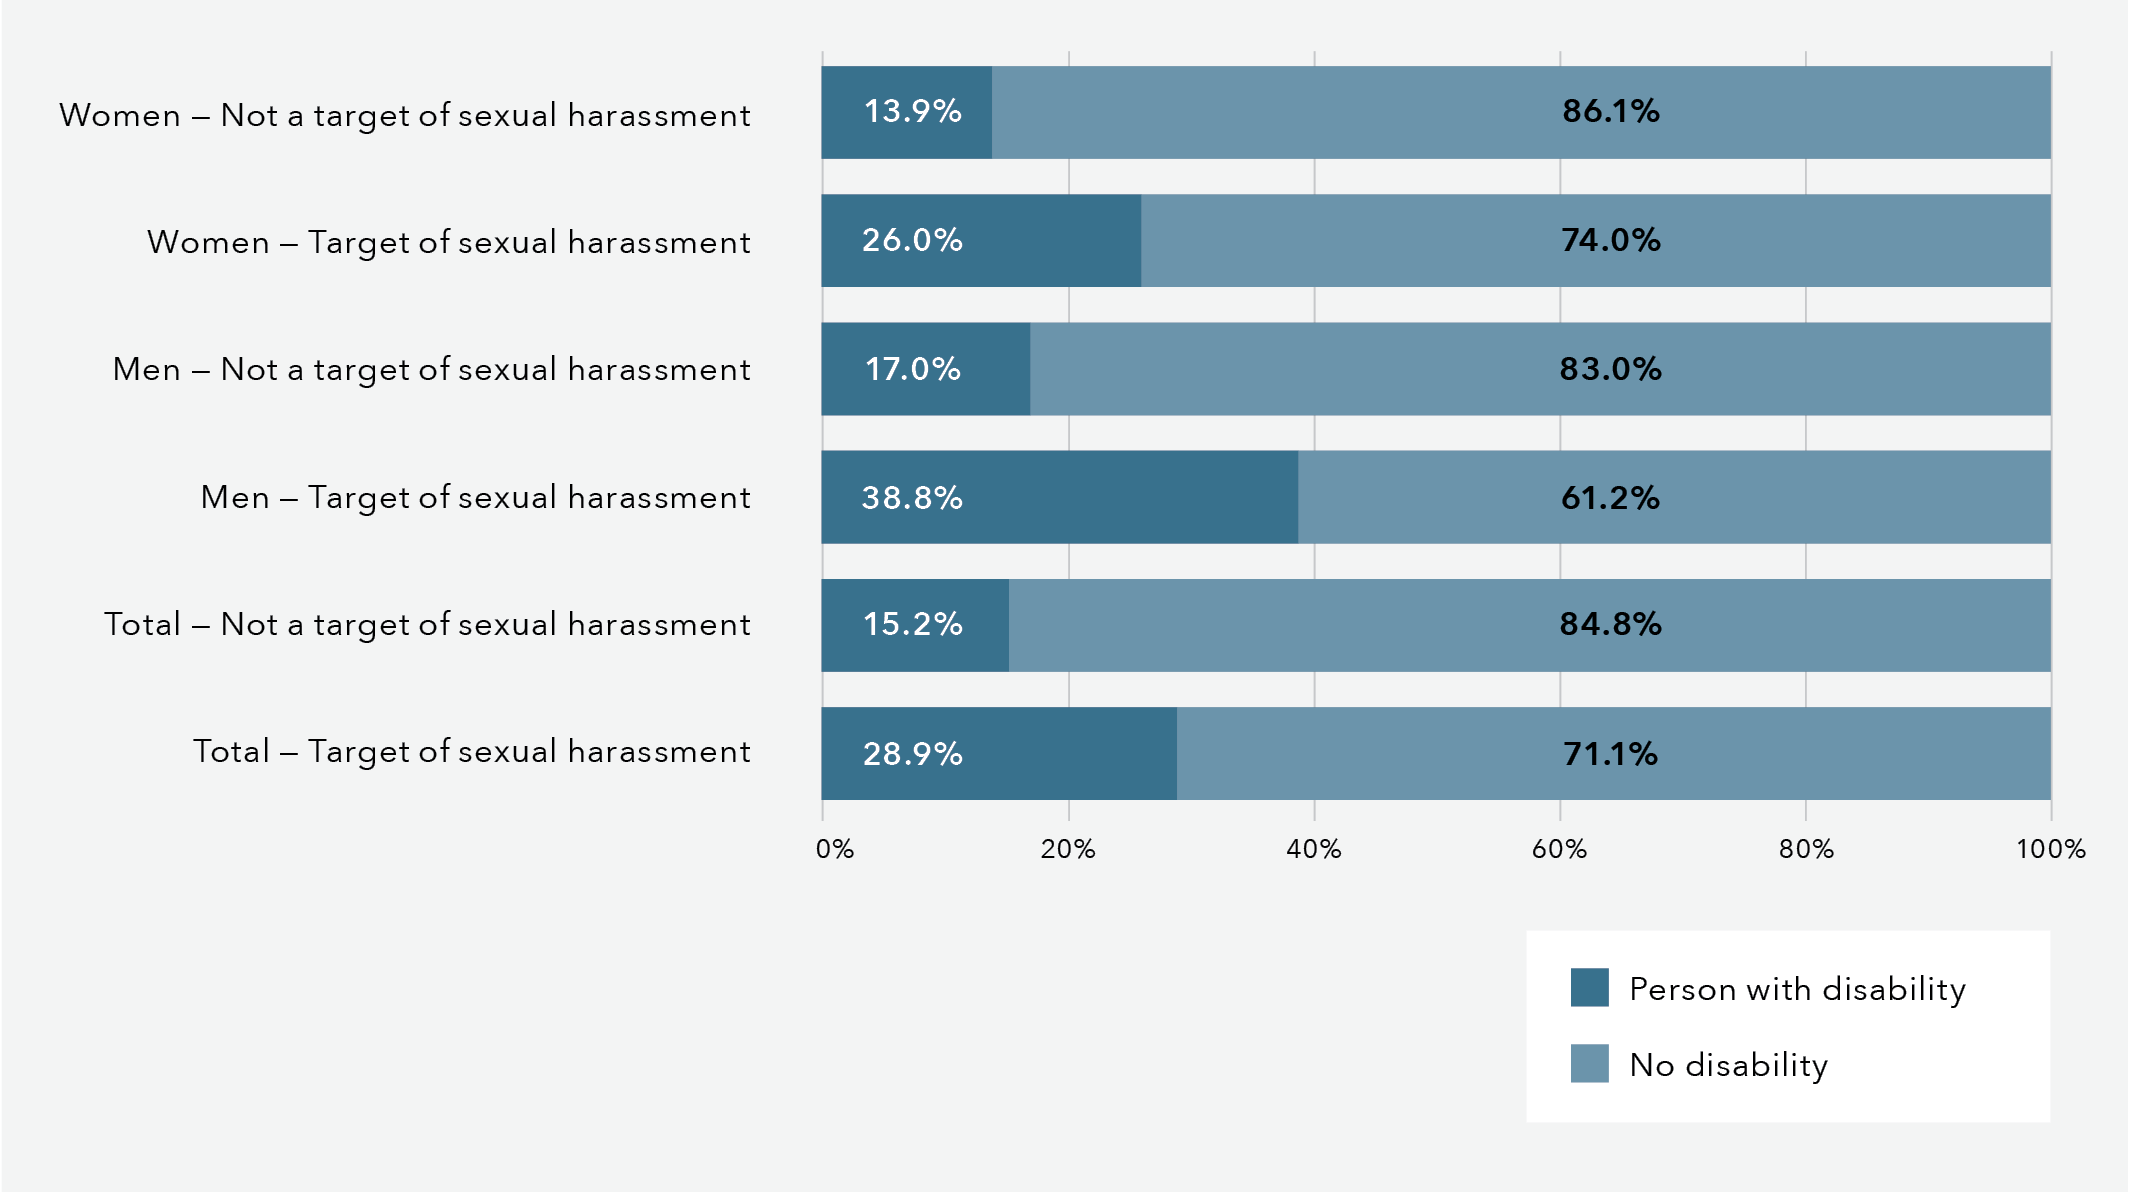 Women – Not a target of sexual harassment 13.9% 86.1%
Women – Target of sexual harassment 26.0% 74.0%
Men – Not a target of sexual harassment 17.0% 83.0%
Men – Target of sexual harassment 38.8% 61.2%
Total – Not a target of sexual harassment 15.2% 84.8%
Total – Target of sexual harassment 28.9% 71.1%
0% 20% 40% 60% 80% 100%
Person with disability
No disability